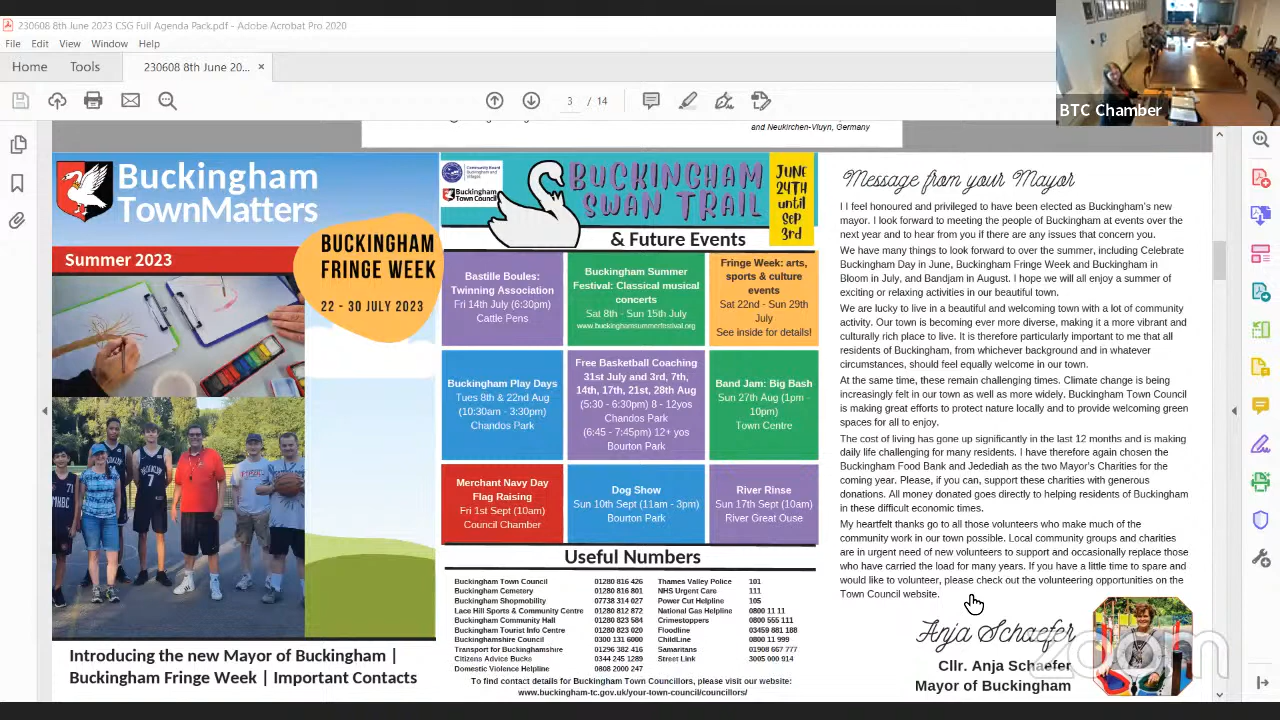 230608 8th June 2023 CSG Full Agenda Pack.pdf - Adobe Acrobat Pro 2020
File Edit View Window Help
Home Tools 230608 8th June 20... ×
3 / 14
BTC Chamber
and Neukirchen-Vluyn, Germany
Buckingham
TownMatters
Summer 2023
BUCKINGHAM
FRINGE WEEK
22 - 30 JULY 2023
Introducing the new Mayor of Buckingham |
Buckingham Fringe Week | Important Contacts
Community Board
Buckingham and Villages
Buckingham
Town Council
BUCKINGHAM
SWAN TRAIL
JUNE
24TH
until
Sep
3rd
& Future Events
Bastille Boules:
Twinning Association
Fri 14th July (6:30pm)
Cattle Pens
Buckingham Summer
Festival: Classical musical
concerts
Sat 8th - Sun 15th July
www.buckinghamsummerfestival.org
Fringe Week: arts,
sports & culture
events
Sat 22nd - Sun 29th
July
See inside for details!
Buckingham Play Days
Tues 8th & 22nd Aug
(10:30am - 3:30pm)
Chandos Park
Free Basketball Coaching
31st July and 3rd, 7th,
14th, 17th, 21st, 28th Aug
(5:30 - 6:30pm) 8 - 12yos
Chandos Park
(6:45 - 7:45pm) 12+ yos
Bourton Park
Band Jam: Big Bash
Sun 27th Aug (1pm -
10pm)
Town Centre
Merchant Navy Day
Flag Raising
Fri 1st Sept (10am)
Council Chamber
Dog Show
Sun 10th Sept (11am - 3pm)
Bourton Park
River Rinse
Sun 17th Sept (10am)
River Great Ouse
Useful Numbers
Buckingham Town Council 01280 816 426
Buckingham Cemetery 01280 816 801
Buckingham Shopmobility 07738 314 027
Lace Hill Sports & Community Centre 01280 812 872
Buckingham Community Hall 01280 823 584
Buckingham Tourist Info Centre 01280 823 020
Buckinghamshire Council 0300 131 6000
Transport for Buckinghamshire 01296 382 416
Citizens Advice Bucks 0344 245 1289
Domestic Violence Helpline 0808 2000 247
Thames Valley Police 101
NHS Urgent Care 111
Power Cut Helpline 105
National Gas Helpline 0800 11 11
Crimestoppers 0800 555 111
Floodline 03459 881 188
ChildLine 0800 11 999
Samaritans 01908 667 777
Street Link 3005 000 914
To find contact details for Buckingham Town Councillors, please visit our website:
www.buckingham-tc.gov.uk/your-town-council/councillors/
Message from your Mayor
I I feel honoured and privileged to have been elected as Buckingham's new
mayor. I look forward to meeting the people of Buckingham at events over the
next year and to hear from you if there are any issues that concern you.
We have many things to look forward to over the summer, including Celebrate
Buckingham Day in June, Buckingham Fringe Week and Buckingham in
Bloom in July, and Bandjam in August. I hope we will all enjoy a summer of
exciting or relaxing activities in our beautiful town.
We are lucky to live in a beautiful and welcoming town with a lot of community
activity. Our town is becoming ever more diverse, making it a more vibrant and
culturally rich place to live. It is therefore particularly important to me that all
residents of Buckingham, from whichever background and in whatever
circumstances, should feel equally welcome in our town.
At the same time, these remain challenging times. Climate change is being
increasingly felt in our town as well as more widely. Buckingham Town Council
is making great efforts to protect nature locally and to provide welcoming green
spaces for all to enjoy.
The cost of living has gone up significantly in the last 12 months and is making
daily life challenging for many residents. I have therefore again chosen the
Buckingham Food Bank and Jedediah as the two Mayor's Charities for the
coming year. Please, if you can, support these charities with generous
donations. All money donated goes directly to helping residents of Buckingham
in these difficult economic times.
My heartfelt thanks go to all those volunteers who make much of the
community work in our town possible. Local community groups and charities
are in urgent need of new volunteers to support and occasionally replace those
who have carried the load for many years. If you have a little time to spare and
would like to volunteer, please check out the volunteering opportunities on the
Town Council website.
Anja Schaefer
Cllr. Anja Schaefer
Mayor of Buckingham
zoom